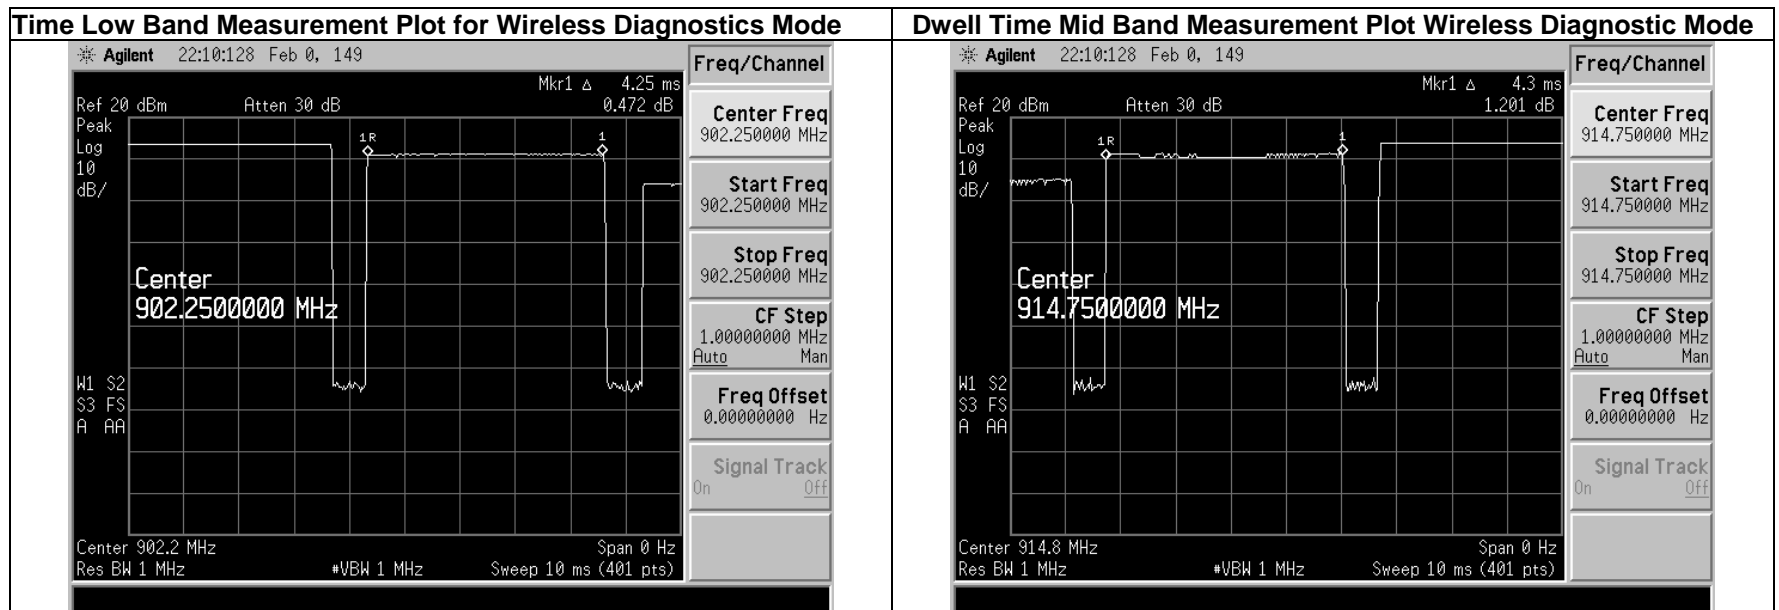 Time Low Band Measurement Plot for Wireless Diagnostics Mode
Agilent 22:10:128 Feb 0, 149
Freq/Channel
Mkr1 Δ 4.25 ms
Ref 20 dBm Atten 30 dB 0.472 dB
Peak
Log
10
dB/
1R
1
Center
902.2500000 MHz
W1 S2
S3 FS
A AA
Center 902.2 MHz Span 0 Hz
Res BW 1 MHz #VBW 1 MHz Sweep 10 ms (401 pts)
Center Freq
902.250000 MHz
Start Freq
902.250000 MHz
Stop Freq
902.250000 MHz
CF Step
1.00000000 MHz
Auto Man
Freq Offset
0.00000000 Hz
Signal Track
On Off
Dwell Time Mid Band Measurement Plot Wireless Diagnostic Mode
Agilent 22:10:128 Feb 0, 149
Freq/Channel
Mkr1 Δ 4.3 ms
Ref 20 dBm Atten 30 dB 1.201 dB
Peak
Log
10
dB/
1R
1
Center
914.7500000 MHz
W1 S2
S3 FS
A AA
Center 914.8 MHz Span 0 Hz
Res BW 1 MHz #VBW 1 MHz Sweep 10 ms (401 pts)
Center Freq
914.750000 MHz
Start Freq
914.750000 MHz
Stop Freq
914.750000 MHz
CF Step
1.00000000 MHz
Auto Man
Freq Offset
0.00000000 Hz
Signal Track
On Off